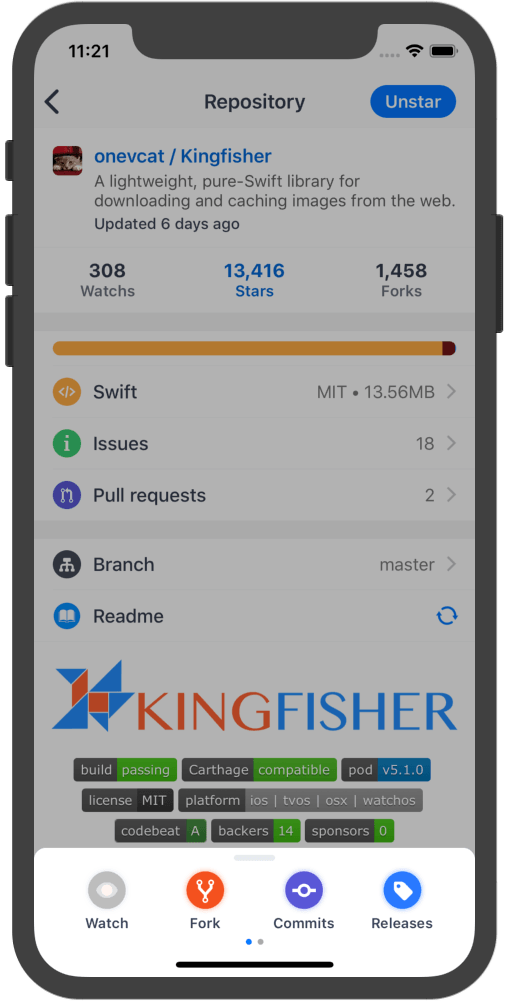 11:21
Repository
Unstar
onevcat / Kingfisher
A lightweight, pure-Swift library for
downloading and caching images from the web.
Updated 6 days ago
308 13,416 1,458
Watchs Stars Forks
Swift MIT • 13.56MB
Issues 18
Pull requests 2
Branch master
Readme
KINGFISHER
build passing Carthage compatible pod v5.1.0
license MIT platform ios | tvos | osx | watchos
codebeat A backers 14 sponsors 0
Watch Fork Commits Releases